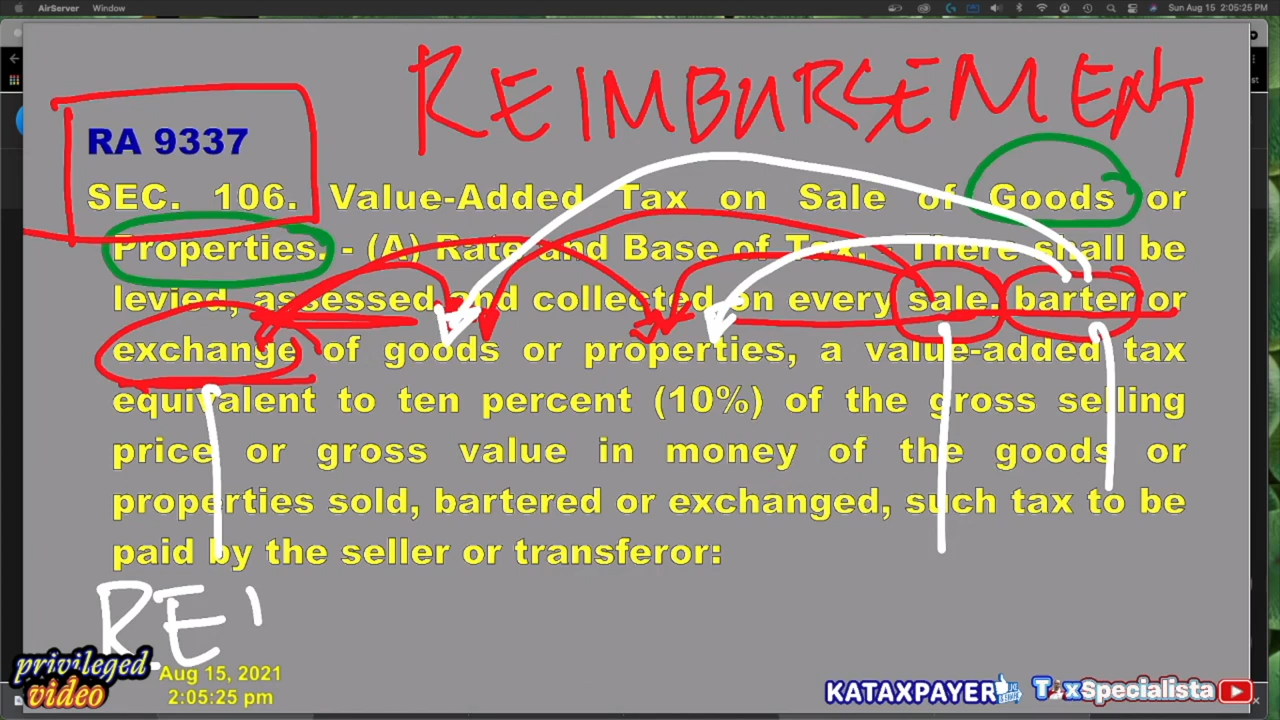 AirServer Window Sun Aug 15 2:05:25 PM
REIMBURSEMENT
RA 9337
SEC. 106. Value-Added Tax on Sale of Goods or
Properties. - (A) Rate and Base of Tax. - There shall be
levied, assessed and collected on every sale, barter or
exchange of goods or properties, a value-added tax
equivalent to ten percent (10%) of the gross selling
price or gross value in money of the goods or
properties sold, bartered or exchanged, such tax to be
paid by the seller or transferor:
REI
privileged
video
Aug 15, 2021
2:05:25 pm
KATAXPAYER TaxSpecialista